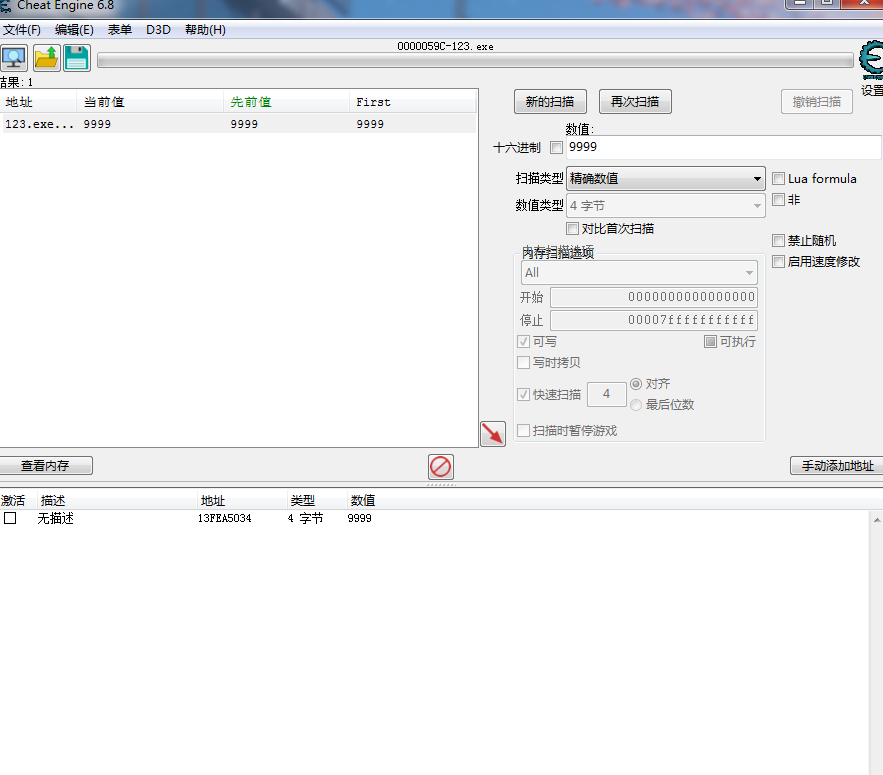 Cheat Engine 6.8
文件(F) 编辑(E) 表单 D3D 帮助(H)
0000059C-123.exe
结果: 1
设置
地址 当前值 先前值 First
123.exe... 9999 9999 9999
新的扫描 再次扫描 撤销扫描
数值:
十六进制 9999
扫描类型 精确数值 Lua formula
数值类型 4 字节 非
对比首次扫描
禁止随机
内存扫描选项
启用速度修改
All
开始 0000000000000000
停止 00007fffffffffff
可写 可执行
写时拷贝
快速扫描 4 对齐
最后位数
扫描时暂停游戏
查看内存 手动添加地址
激活 描述 地址 类型 数值
无描述 13FEA5034 4 字节 9999